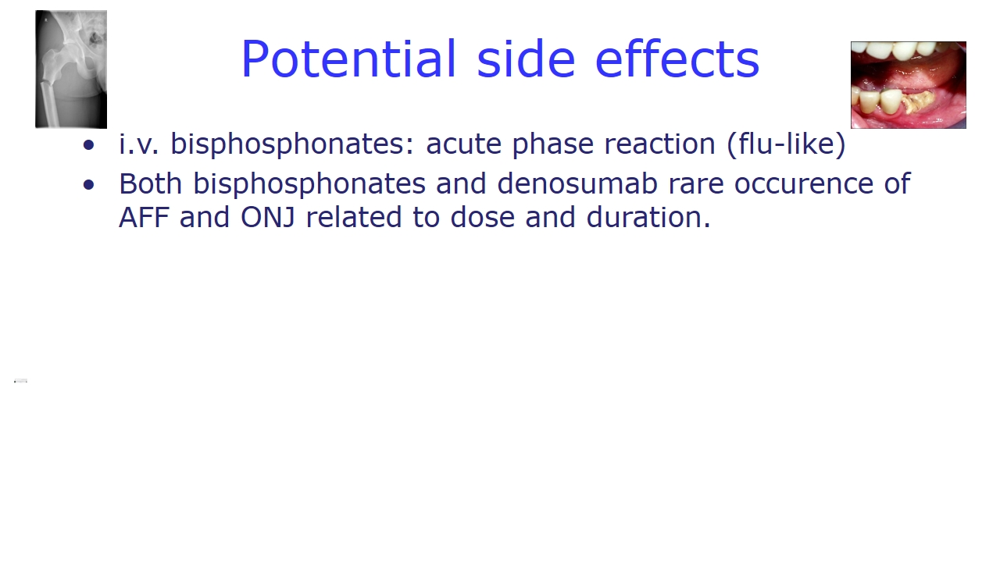 Potential side effects
• i.v. bisphosphonates: acute phase reaction (flu-like)
• Both bisphosphonates and denosumab rare occurence of
AFF and ONJ related to dose and duration.